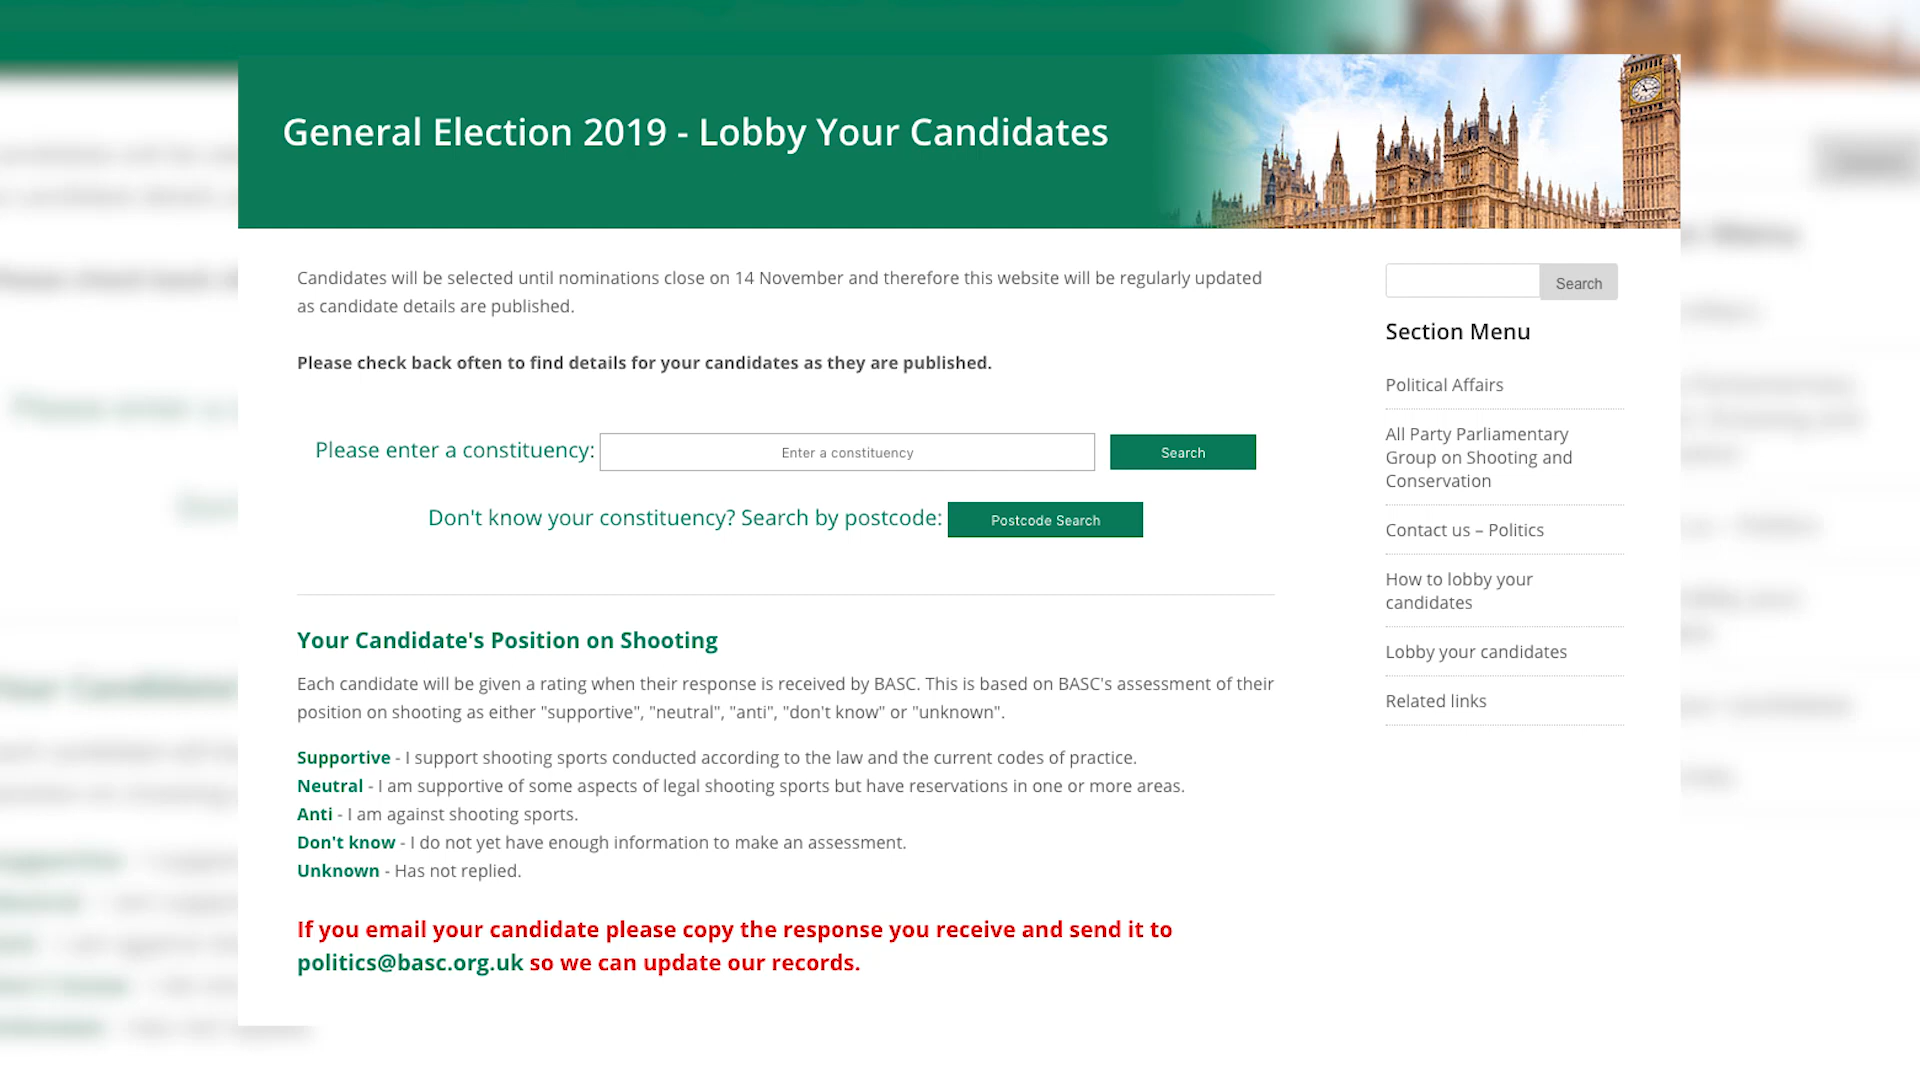 General Election 2019 - Lobby Your Candidates
Candidates will be selected until nominations close on 14 November and therefore this website will be regularly updated
as candidate details are published.
Please check back often to find details for your candidates as they are published.
Please enter a constituency:
Enter a constituency
Search
Don't know your constituency? Search by postcode:
Postcode Search
Your Candidate's Position on Shooting
Each candidate will be given a rating when their response is received by BASC. This is based on BASC's assessment of their
position on shooting as either "supportive", "neutral", "anti", "don't know" or "unknown".
Supportive - I support shooting sports conducted according to the law and the current codes of practice.
Neutral - I am supportive of some aspects of legal shooting sports but have reservations in one or more areas.
Anti - I am against shooting sports.
Don't know - I do not yet have enough information to make an assessment.
Unknown - Has not replied.
If you email your candidate please copy the response you receive and send it to
politics@basc.org.uk so we can update our records.
Search
Section Menu
Political Affairs
All Party Parliamentary
Group on Shooting and
Conservation
Contact us – Politics
How to lobby your
candidates
Lobby your candidates
Related links